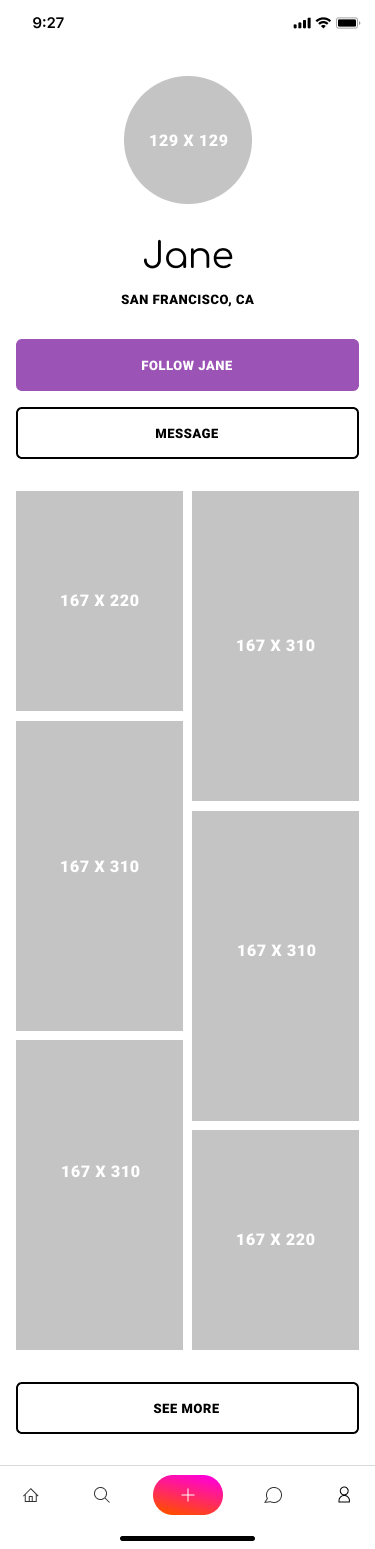 9:27
129 X 129
Jane
SAN FRANCISCO, CA
FOLLOW JANE
MESSAGE
167 X 220
167 X 310
167 X 310
167 X 310
167 X 310
167 X 220
SEE MORE